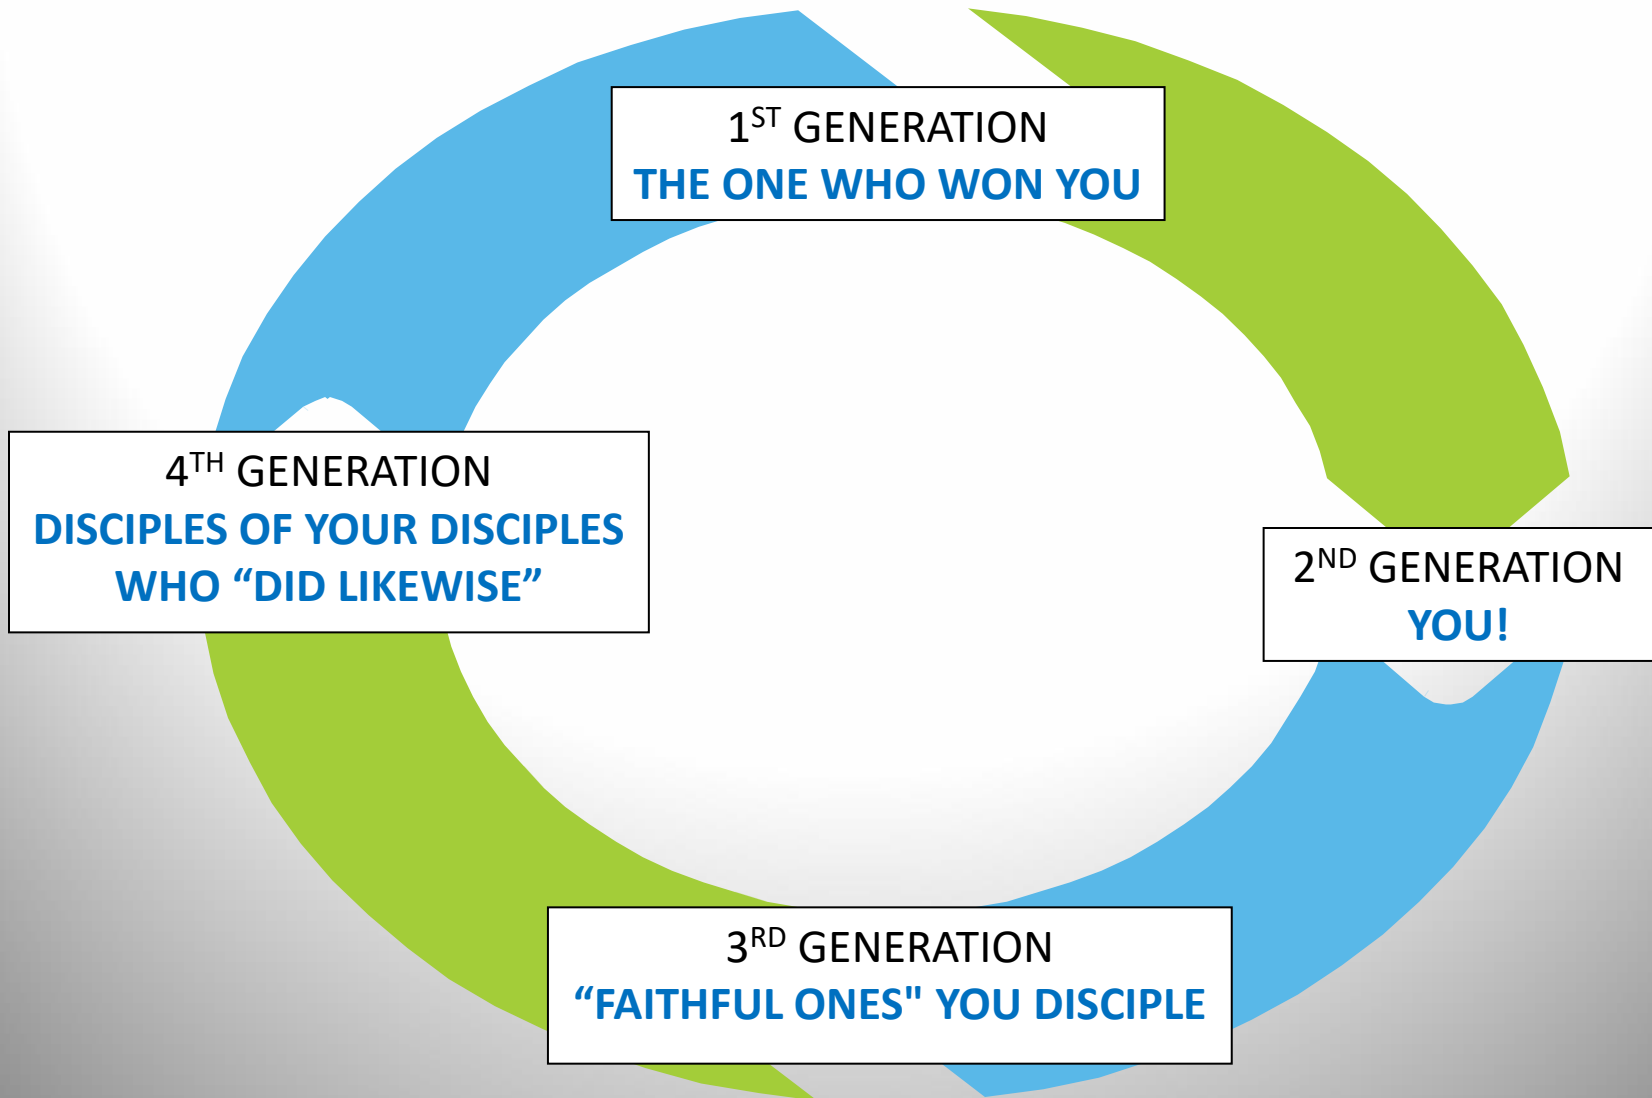 1ST GENERATION
THE ONE WHO WON YOU
4TH GENERATION
DISCIPLES OF YOUR DISCIPLES
WHO “DID LIKEWISE”
2ND GENERATION
YOU!
3RD GENERATION
“FAITHFUL ONES" YOU DISCIPLE